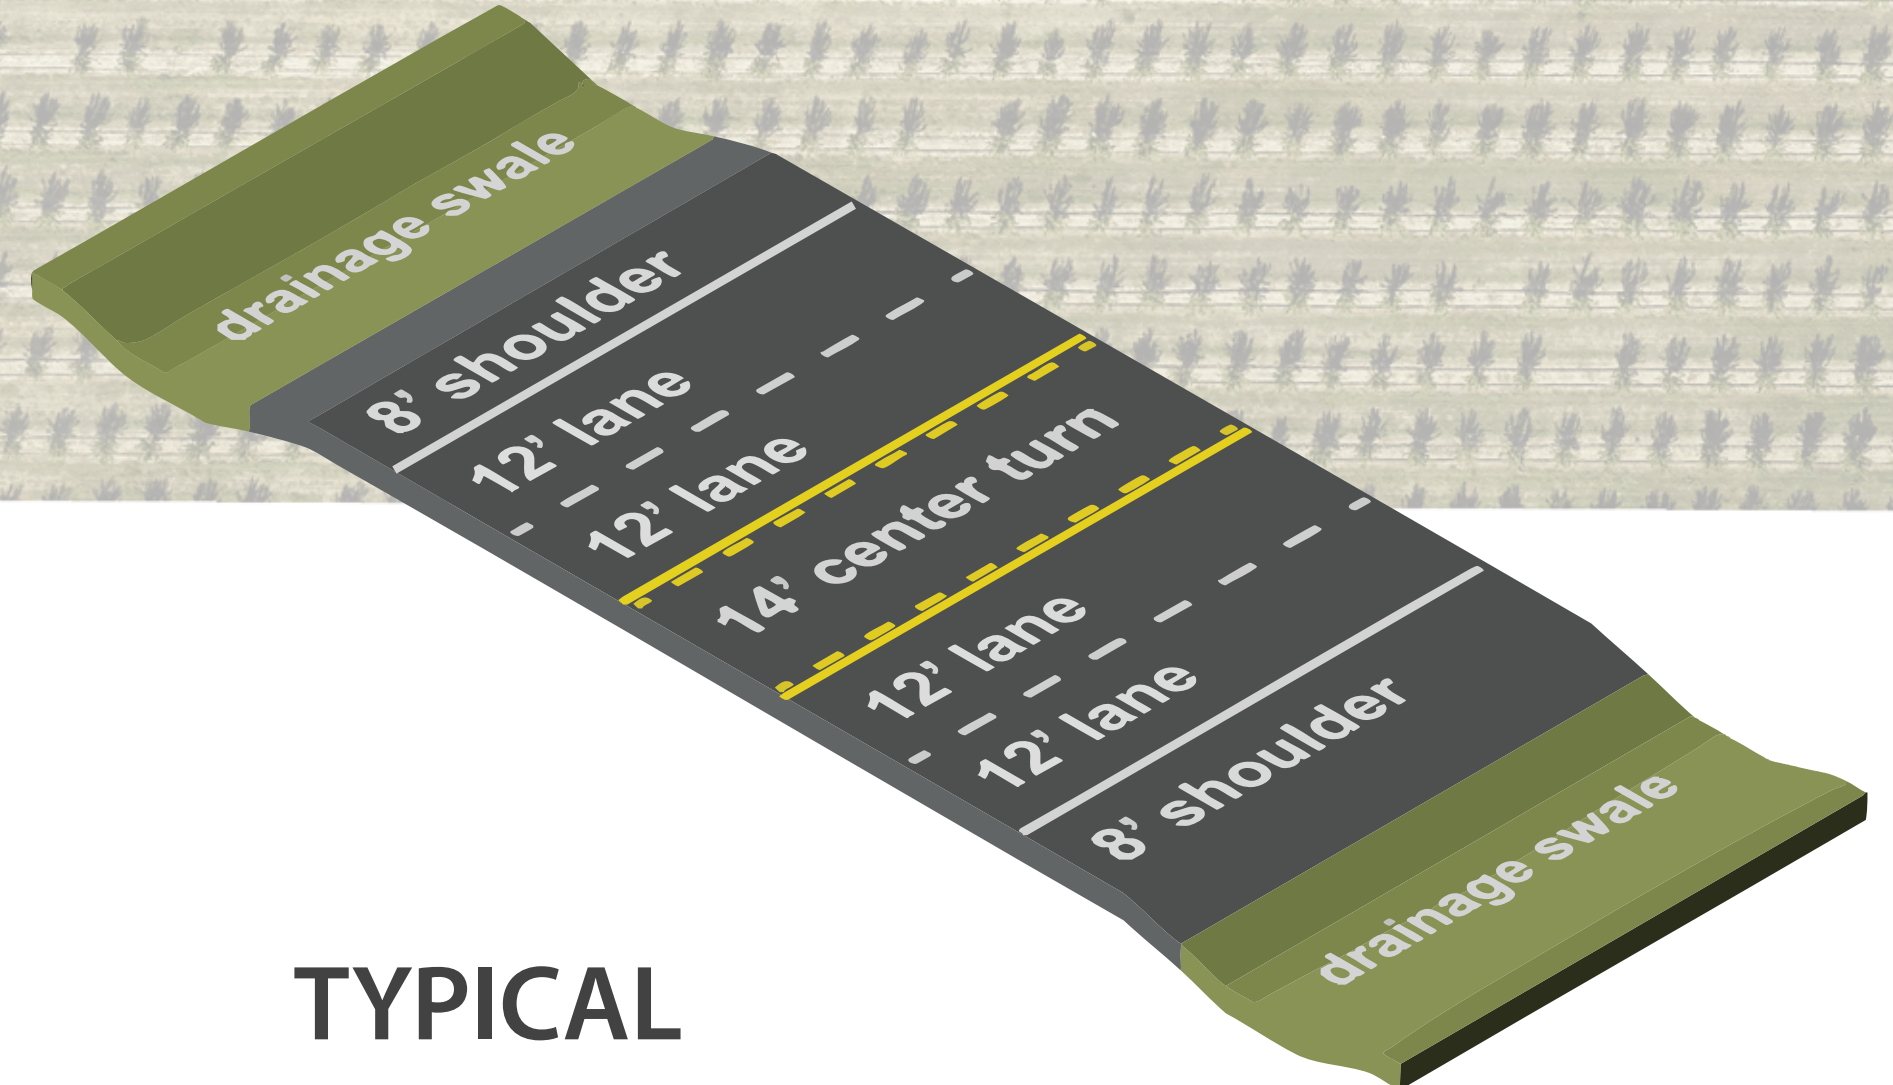 drainage swale
8’ shoulder
12’ lane
12’ lane
14’ center turn
12’ lane
12’ lane
8’ shoulder
drainage swale
TYPICAL